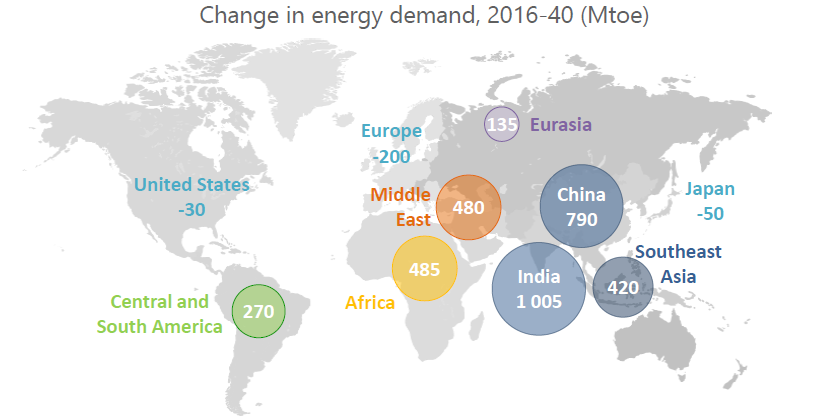 Change in energy demand, 2016-40 (Mtoe)
135 Eurasia
Europe
-200
United States
-30
Middle
East
480
China
790
Japan
-50
Southeast
Asia
420
India
1 005
485
Africa
Central and
South America
270